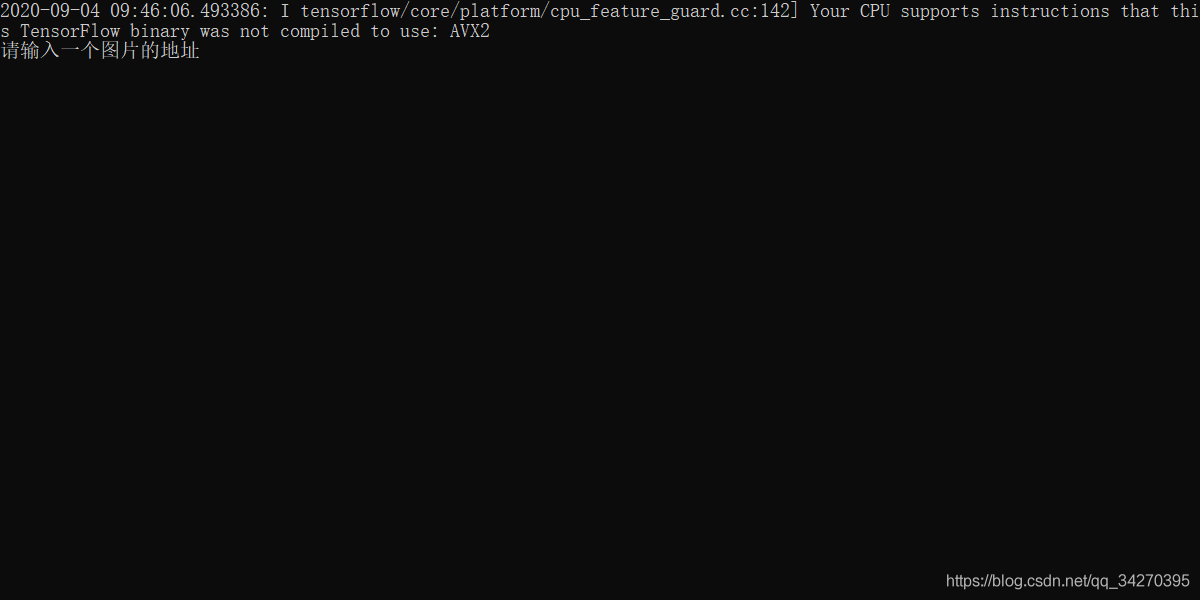 2020-09-04 09:46:06.493386: I tensorflow/core/platform/cpu_feature_guard.cc:142] Your CPU supports instructions that thi
s TensorFlow binary was not compiled to use: AVX2
请输入一个图片的地址
https://blog.csdn.net/qq_34270395